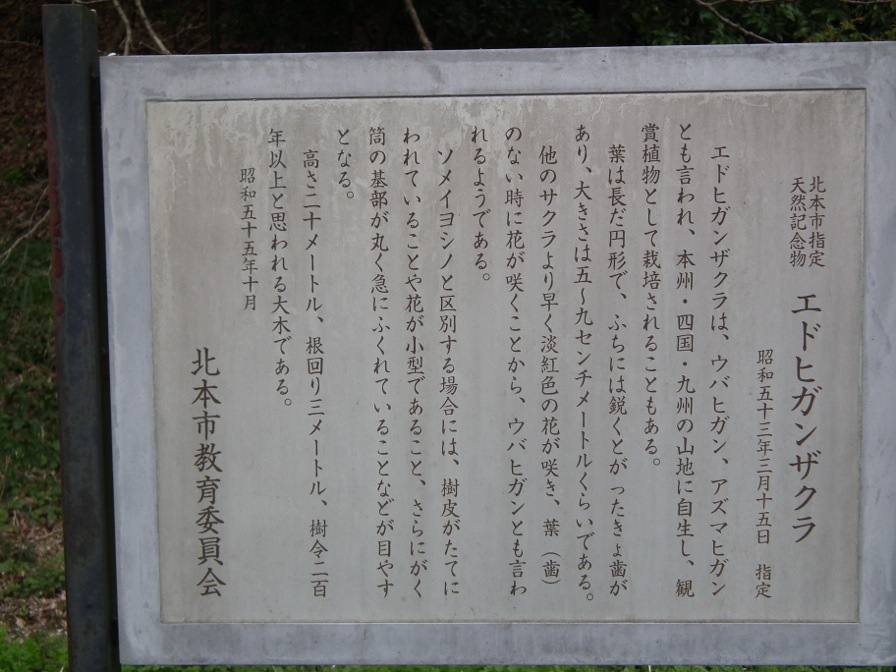 北本市指定
天然記念物
エドヒガンザクラ
昭和五十三年三月十五日 指定
エドヒガンザクラは、ウバヒガン、アズマヒガン
とも言われ、本州・四国・九州の山地に自生し、観
賞植物として栽培されることもある。
葉は長だ円形で、ふちには鋭くとがったきょ歯が
あり、大きさは五〜九センチメートルくらいである。
他のサクラより早く淡紅色の花が咲き、葉（歯）
のない時に花が咲くことから、ウバヒガンとも言わ
れるようである。
ソメイヨシノと区別する場合には、樹皮がたてに
われていることや花が小型であること、さらにがく
筒の基部が丸く急にふくれていることなどが目やす
となる。
高さ二十メートル、根回り三メートル、樹令二百
年以上と思われる大木である。
昭和五十五年十月
北本市教育委員会